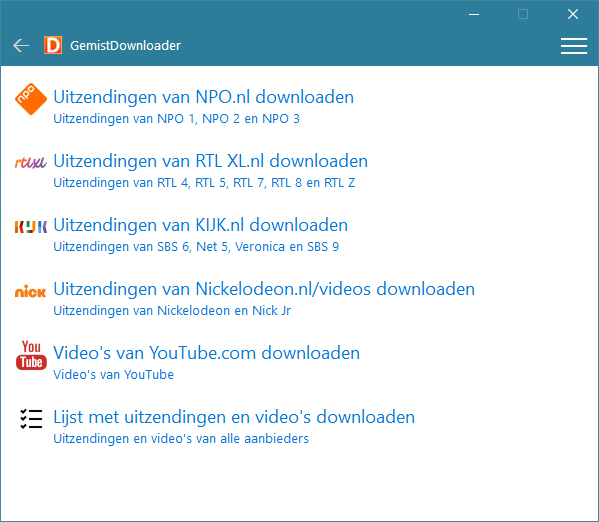 D GemistDownloader
npo Uitzendingen van NPO.nl downloaden
Uitzendingen van NPO 1, NPO 2 en NPO 3
rtlxl Uitzendingen van RTL XL.nl downloaden
Uitzendingen van RTL 4, RTL 5, RTL 7, RTL 8 en RTL Z
KIJK Uitzendingen van KIJK.nl downloaden
Uitzendingen van SBS 6, Net 5, Veronica en SBS 9
nick Uitzendingen van Nickelodeon.nl/videos downloaden
Uitzendingen van Nickelodeon en Nick Jr
You Tube Video's van YouTube.com downloaden
Video's van YouTube
Lijst met uitzendingen en video's downloaden
Uitzendingen en video's van alle aanbieders